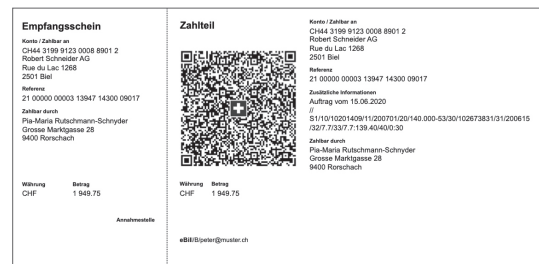 Empfangsschein
Konto / Zahlbar an
CH44 3199 9123 0008 8901 2
Robert Schneider AG
Rue du Lac 1268
2501 Biel
Referenz
21 00000 00003 13947 14300 09017
Zahlbar durch
Pia-Maria Rutschmann-Schnyder
Grosse Marktgasse 28
9400 Rorschach
Währung Betrag
CHF 1 949.75
Annahmestelle
Zahlteil
Währung Betrag
CHF 1 949.75
eBill/B/peter@muster.ch
Konto / Zahlbar an
CH44 3199 9123 0008 8901 2
Robert Schneider AG
Rue du Lac 1268
2501 Biel
Referenz
21 00000 00003 13947 14300 09017
Zusätzliche Informationen
Auftrag vom 15.06.2020
//
S1/10/10201409/11/200701/20/140.000-53/30/102673831/31/200615
/32/7.7/33/7.7:139.40/40/0:30
Zahlbar durch
Pia-Maria Rutschmann-Schnyder
Grosse Marktgasse 28
9400 Rorschach